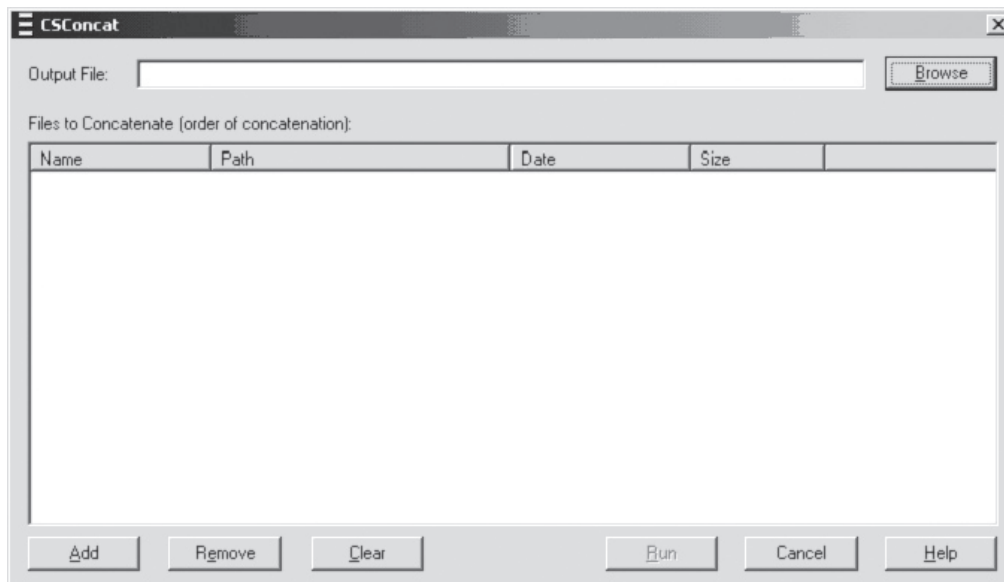 CSConcat
Output File: Browse
Files to Concatenate (order of concatenation):
Name Path Date Size
Add Remove Clear Run Cancel Help